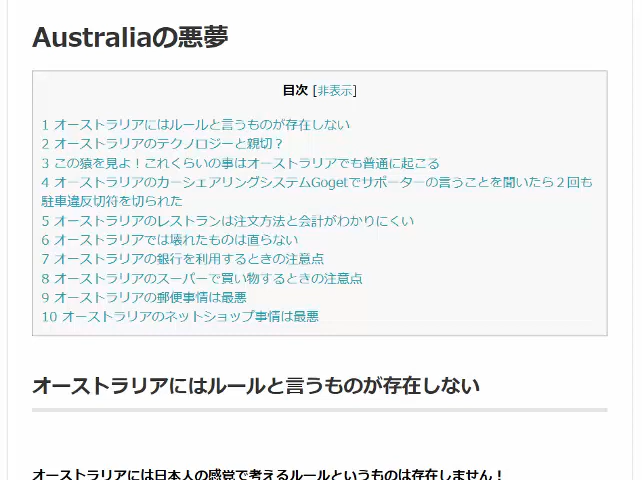 Australiaの悪夢
目次 [非表示]
1 オーストラリアにはルールと言うものが存在しない
2 オーストラリアのテクノロジーと親切？
3 この猿を見よ！これくらいの事はオーストラリアでも普通に起こる
4 オーストラリアのカーシェアリングシステムGogetでサポーターの言うことを聞いたら２回も
駐車違反切符を切られた
5 オーストラリアのレストランは注文方法と会計がわかりにくい
6 オーストラリアでは壊れたものは直らない
7 オーストラリアの銀行を利用するときの注意点
8 オーストラリアのスーパーで買い物するときの注意点
9 オーストラリアの郵便事情は最悪
10 オーストラリアのネットショップ事情は最悪
オーストラリアにはルールと言うものが存在しない
オーストラリアには日本人の感覚で考えるルールというものは存在しません！